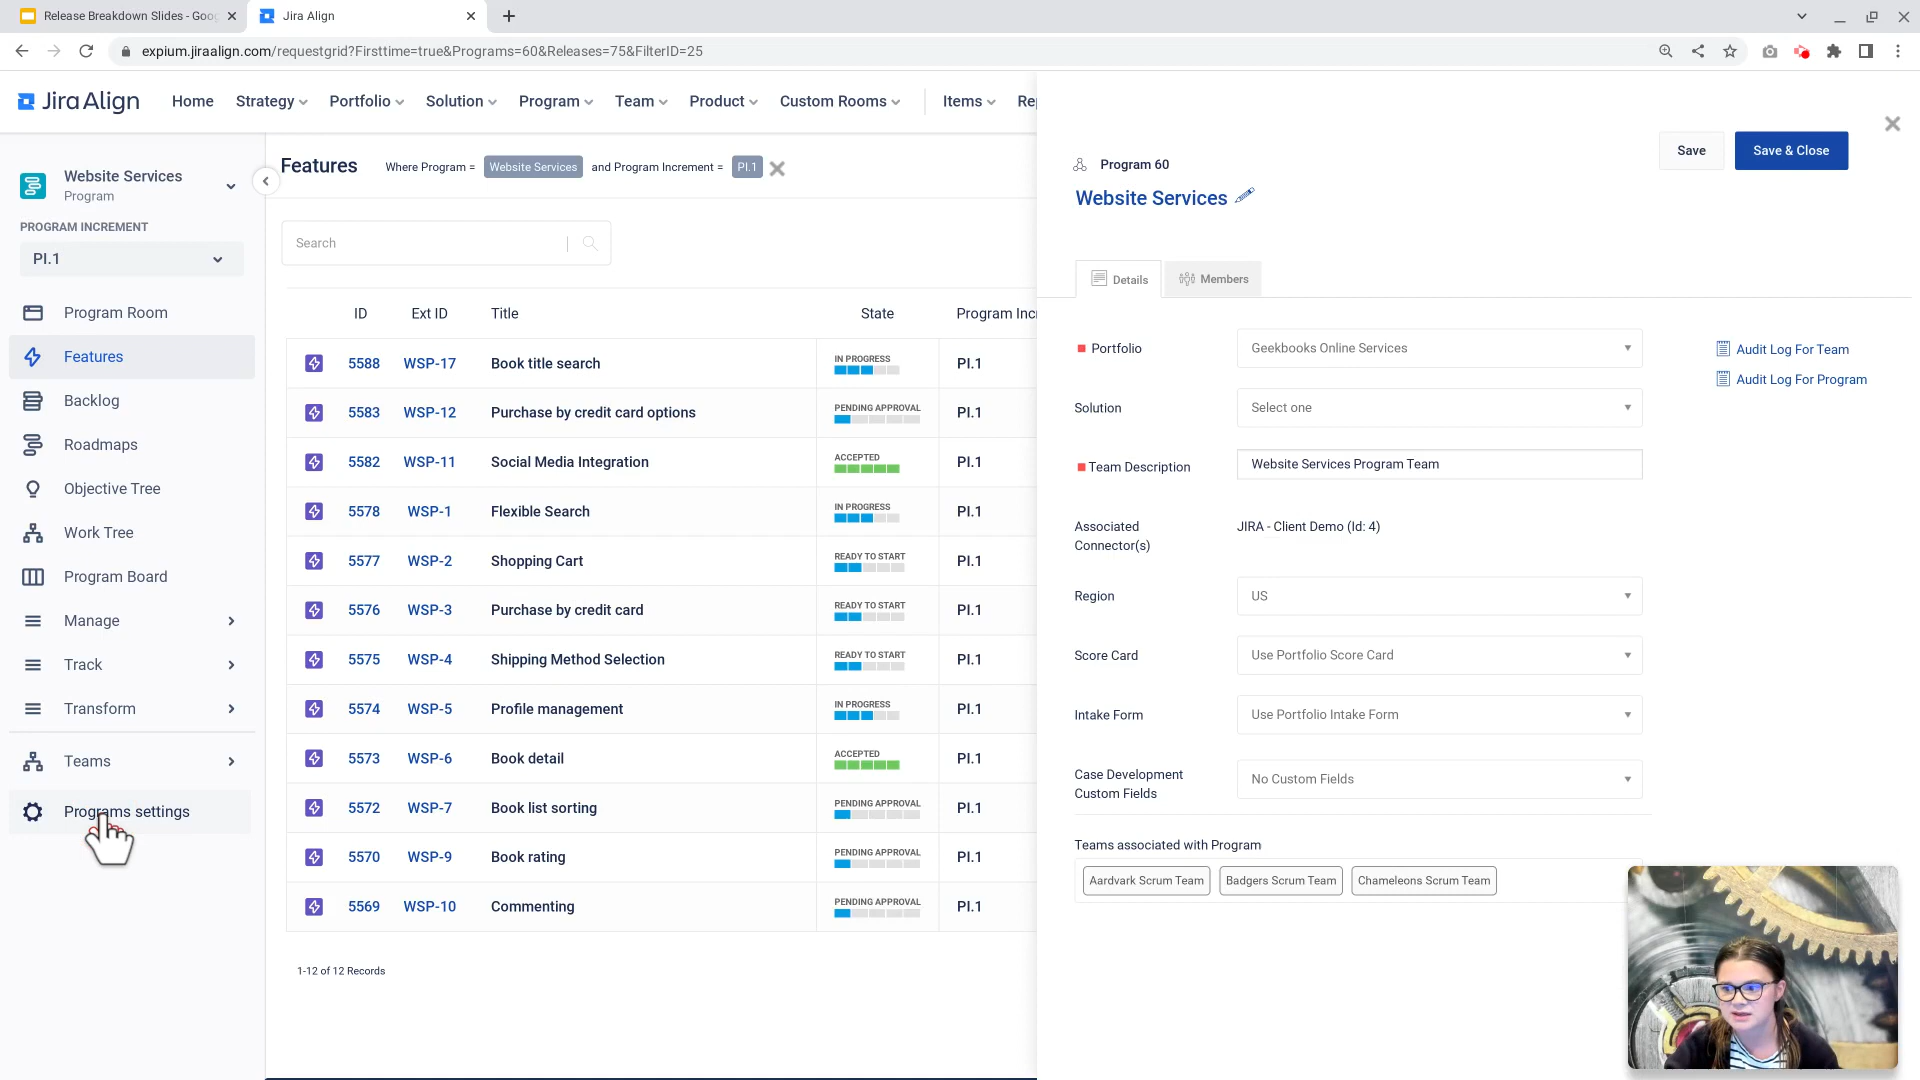 Release Breakdown Slides - Goo
Jira Align
expium.jiraalign.com/requestgrid?Firsttime=true&Programs=60&Releases=75&FilterID=25
Jira Align
Home
Strategy
Portfolio
Solution
Program
Team
Product
Custom Rooms
Items
Re
Website Services
Program
PROGRAM INCREMENT
PI.1
Program Room
Features
Backlog
Roadmaps
Objective Tree
Work Tree
Program Board
Manage
Track
Transform
Teams
Programs settings
Features
Where Program = Website Services and Program Increment = PI.1
Search
ID Ext ID Title State Program Inc
5588 WSP-17 Book title search IN PROGRESS PI.1
5583 WSP-12 Purchase by credit card options PENDING APPROVAL PI.1
5582 WSP-11 Social Media Integration ACCEPTED PI.1
5578 WSP-1 Flexible Search IN PROGRESS PI.1
5577 WSP-2 Shopping Cart READY TO START PI.1
5576 WSP-3 Purchase by credit card READY TO START PI.1
5575 WSP-4 Shipping Method Selection READY TO START PI.1
5574 WSP-5 Profile management IN PROGRESS PI.1
5573 WSP-6 Book detail ACCEPTED PI.1
5572 WSP-7 Book list sorting PENDING APPROVAL PI.1
5570 WSP-9 Book rating PENDING APPROVAL PI.1
5569 WSP-10 Commenting PENDING APPROVAL PI.1
1-12 of 12 Records
Program 60
Website Services
Save
Save & Close
Details
Members
Portfolio Geekbooks Online Services
Solution Select one
Team Description Website Services Program Team
Associated
Connector(s)
JIRA - Client Demo (Id: 4)
Region US
Score Card Use Portfolio Score Card
Intake Form Use Portfolio Intake Form
Case Development
Custom Fields
No Custom Fields
Audit Log For Team
Audit Log For Program
Teams associated with Program
Aardvark Scrum Team
Badgers Scrum Team
Chameleons Scrum Team